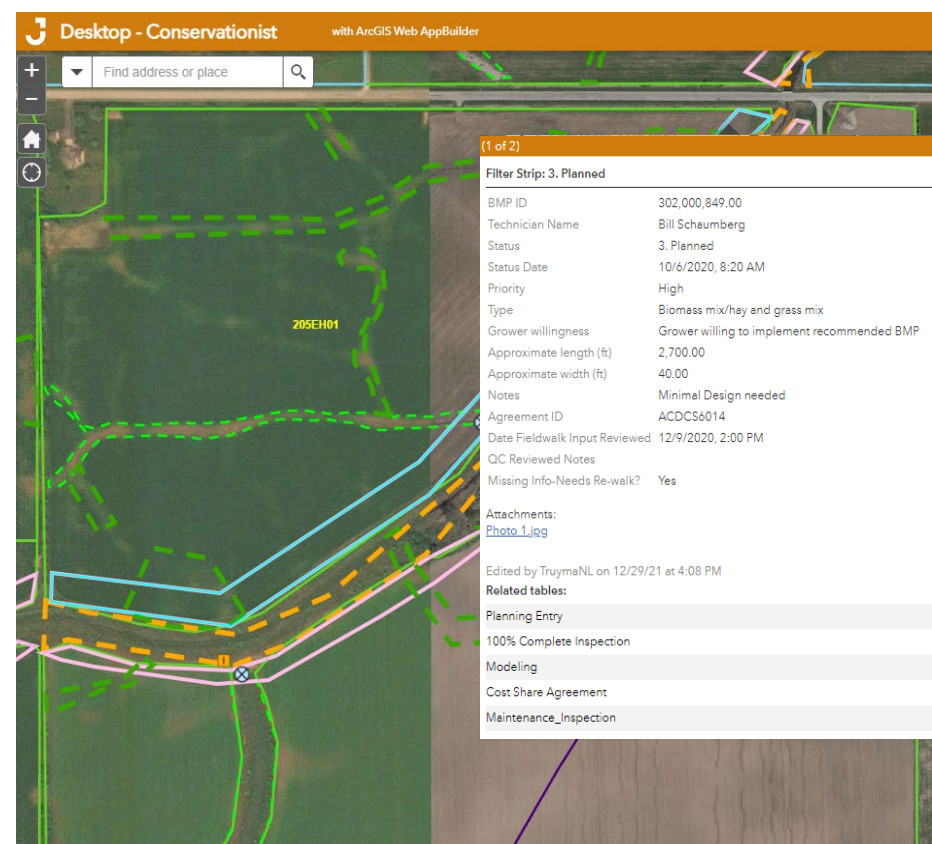 Desktop - Conservationist with ArcGIS Web AppBuilder
+
Find address or place
−
(1 of 2)
Filter Strip: 3. Planned
BMP ID 302,000,849.00
Technician Name Bill Schaumberg
Status 3. Planned
Status Date 10/6/2020, 8:20 AM
Priority High
Type Biomass mix/hay and grass mix
Grower willingness Grower willing to implement recommended BMP
Approximate length (ft) 2,700.00
Approximate width (ft) 40.00
Notes Minimal Design needed
Agreement ID ACDCS6014
Date Fieldwalk Input Reviewed 12/9/2020, 2:00 PM
QC Reviewed Notes
Missing Info-Needs Re-walk? Yes
Attachments:
Photo 1.jpg
Edited by TruymaNL on 12/29/21 at 4:08 PM
Related tables:
Planning Entry
100% Complete Inspection
Modeling
Cost Share Agreement
Maintenance_Inspection
205EH01